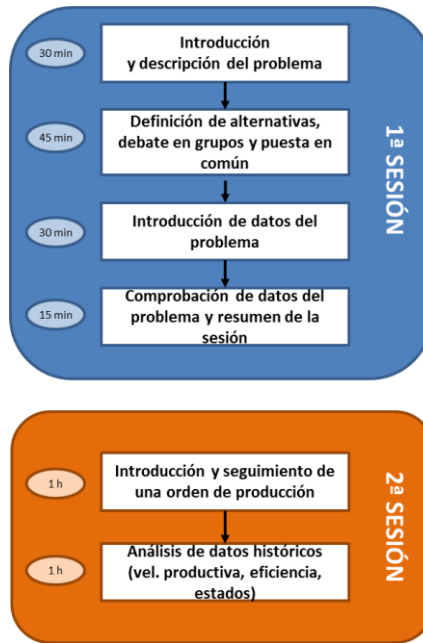 30 min
Introducción
y descripción del problema
45 min
Definición de alternativas,
debate en grupos y puesta en
común
30 min
Introducción de datos del
problema
15 min
Comprobación de datos del
problema y resumen de la
sesión
1ª SESIÓN
1 h
Introducción y seguimiento de
una orden de producción
1 h
Análisis de datos históricos
(vel. productiva, eficiencia,
estados)
2ª SESIÓN